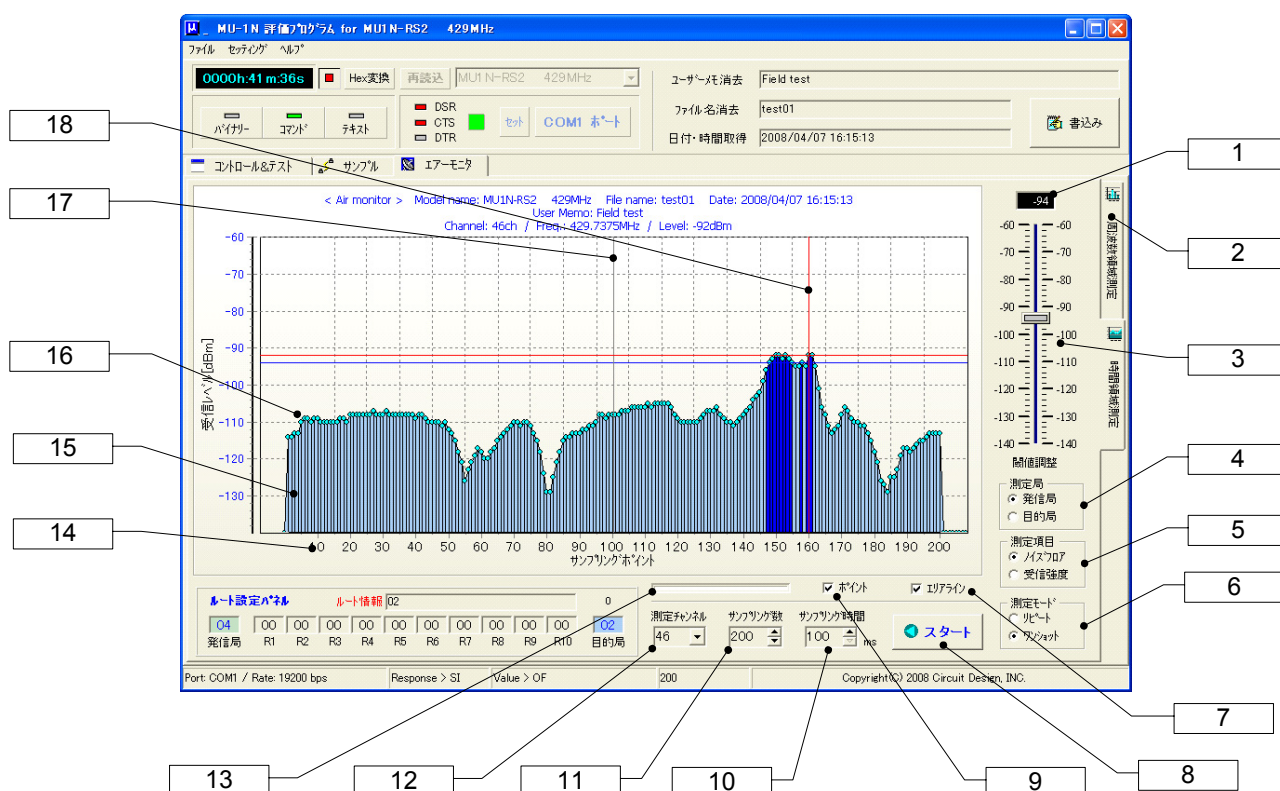 μ_ MU-1N 評価ﾌﾟﾛｸﾞﾗﾑ for MU1N-RS2 429MHz
ﾌｧｲﾙ ｾｯﾃｨﾝｸﾞ ﾍﾙﾌﾟ
0000h:41m:36s Hex変換 再読込 MU1N-RS2 429MHz
ﾕｰｻﾞｰﾒﾓ消去 Field test
ﾌｧｲﾙ名消去 test01
日付・時間取得 2008/04/07 16:15:13
書込み
ﾊﾞｲﾅﾘｰ ｺﾏﾝﾄﾞ ﾃｷｽﾄ
DSR
CTS
DTR
ｾｯﾄ COM1 ﾎﾟｰﾄ
ｺﾝﾄﾛｰﾙ&ﾃｽﾄ ｻﾝﾌﾟﾙ ｴｱｰﾓﾆﾀ
< Air monitor > Model name: MU1N-RS2 429MHz File name: test01 Date: 2008/04/07 16:15:13
User Memo: Field test
Channel: 46ch / Freq.: 429.7375MHz / Level: -92dBm
受信ﾚﾍﾞﾙ[dBm]
-60
-70
-80
-90
-100
-110
-120
-130
10 20 30 40 50 60 70 80 90 100 110 120 130 140 150 160 170 180 190 200
ｻﾝﾌﾟﾘﾝｸﾞﾎﾟｲﾝﾄ
-94
-60 -60
-70 -70
-80 -80
-90 -90
-100 -100
-110 -110
-120 -120
-130 -130
-140 -140
閾値調整
周波数領域測定
時間領域測定
測定局
発信局
目的局
測定項目
ﾉｲｽﾞﾌﾛｱ
受信強度
測定ﾓｰﾄﾞ
ﾘﾋﾟｰﾄ
ﾜﾝｼｮｯﾄ
ﾎﾟｲﾝﾄ ｴﾘｱﾗｲﾝ
ﾙｰﾄ設定ﾊﾟﾈﾙ ﾙｰﾄ情報 02 0
04 00 00 00 00 00 00 00 00 00 00 02
発信局 R1 R2 R3 R4 R5 R6 R7 R8 R9 R10 目的局
測定ﾁｬﾝﾈﾙ ｻﾝﾌﾟﾘﾝｸﾞ数 ｻﾝﾌﾟﾘﾝｸﾞ時間
46 200 100 ms
スタート
Port: COM1 / Rate: 19200 bps Response > SI Value > OF 200 Copyright(C) 2008 Circuit Design, INC.
1
2
3
4
5
6
7
8
9
10
11
12
13
14
15
16
17
18